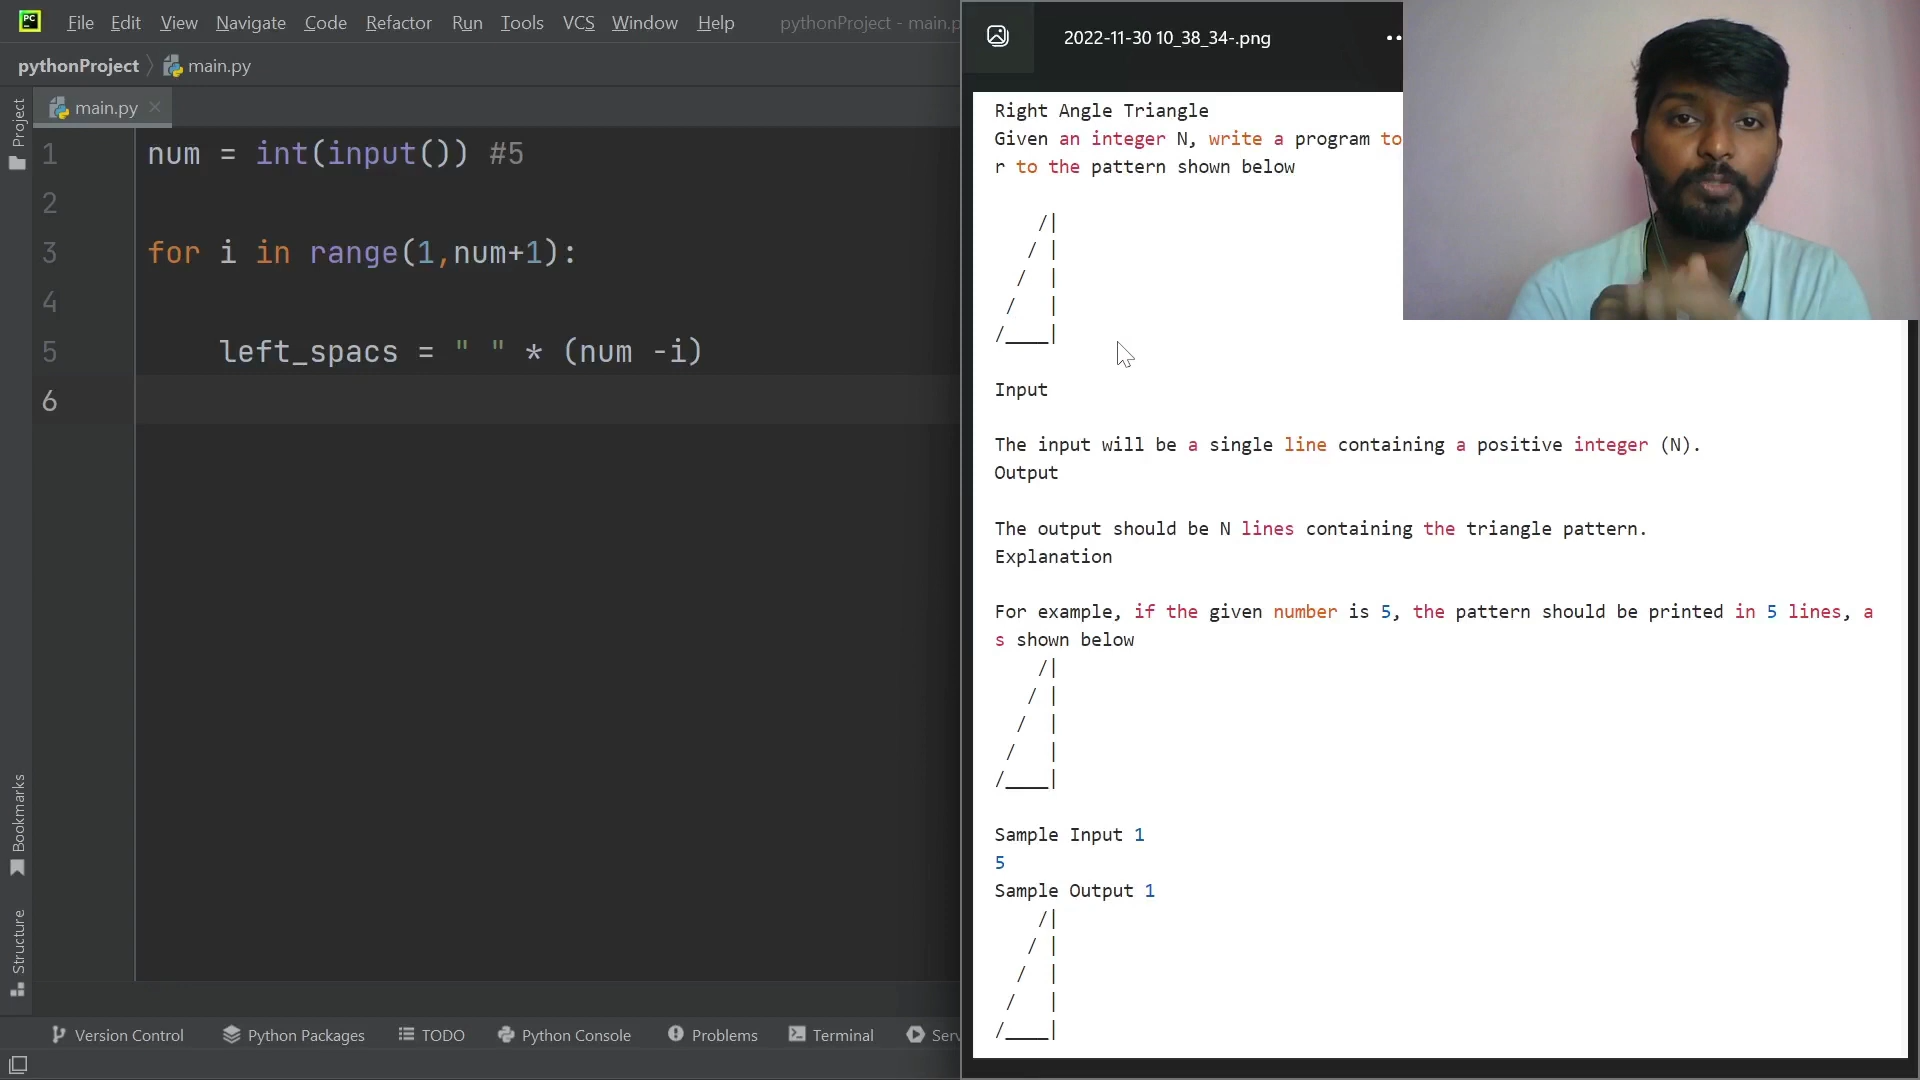 PC File Edit View Navigate Code Refactor Run Tools VCS Window Help pythonProject - main.p
pythonProject main.py
Project
main.py
1 num = int(input()) #5
2
3 for i in range(1,num+1):
4
5     left_spacs = " " * (num -i)
6
Bookmarks
Structure
Version Control Python Packages TODO Python Console Problems Terminal Serv
2022-11-30 10_38_34-.png ..
Right Angle Triangle
Given an integer N, write a program to
r to the pattern shown below
    /|
   / |
  /  |
 /   |
/____|
Input
The input will be a single line containing a positive integer (N).
Output
The output should be N lines containing the triangle pattern.
Explanation
For example, if the given number is 5, the pattern should be printed in 5 lines, a
s shown below
    /|
   / |
  /  |
 /   |
/____|
Sample Input 1
5
Sample Output 1
    /|
   / |
  /  |
 /   |
/____|